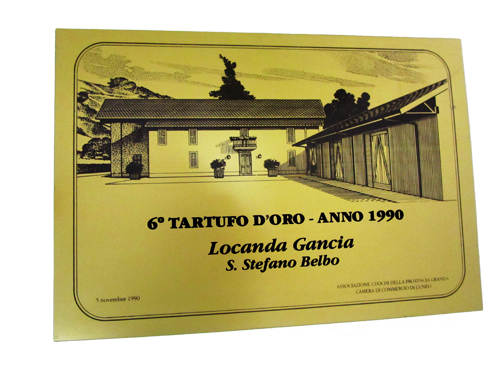 6° TARTUFO D'ORO - ANNO 1990
Locanda Gancia
S. Stefano Belbo
5 novembre 1990
ASSOCIAZIONE CUOCHI DELLA PROVINCIA GRANDA
CAMERA DI COMMERCIO DI CUNEO